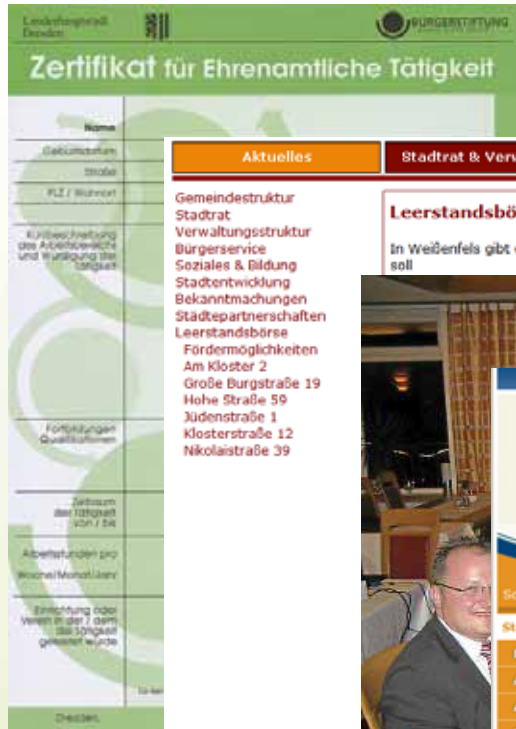 Landeshauptstadt
Dresden
BÜRGERSTIFTUNG
Zertifikat für Ehrenamtliche Tätigkeit
Name
Geburtsdatum
Straße
PLZ / Wohnort
Kurzbeschreibung
des Arbeitsbereichs
und Würdigung der
Tätigkeit
Fortbildungen
Qualifikationen
Zeitraum
der Tätigkeit
von / bis
Arbeitsstunden pro
Woche/Monat/Jahr
Einrichtung oder
Verein in der / dem
die Tätigkeit
geleistet wurde
Dresden,
Aktuelles
Stadtrat & Verw
Gemeindestruktur
Stadtrat
Verwaltungsstruktur
Bürgerservice
Soziales & Bildung
Stadtentwicklung
Bekanntmachungen
Städtepartnerschaften
Leerstandsbörse
Fördermöglichkeiten
Am Kloster 2
Große Burgstraße 19
Hohe Straße 59
Jüdenstraße 1
Klosterstraße 12
Nikolaistraße 39
Leerstandsbö
In Weißenfels gibt
soll